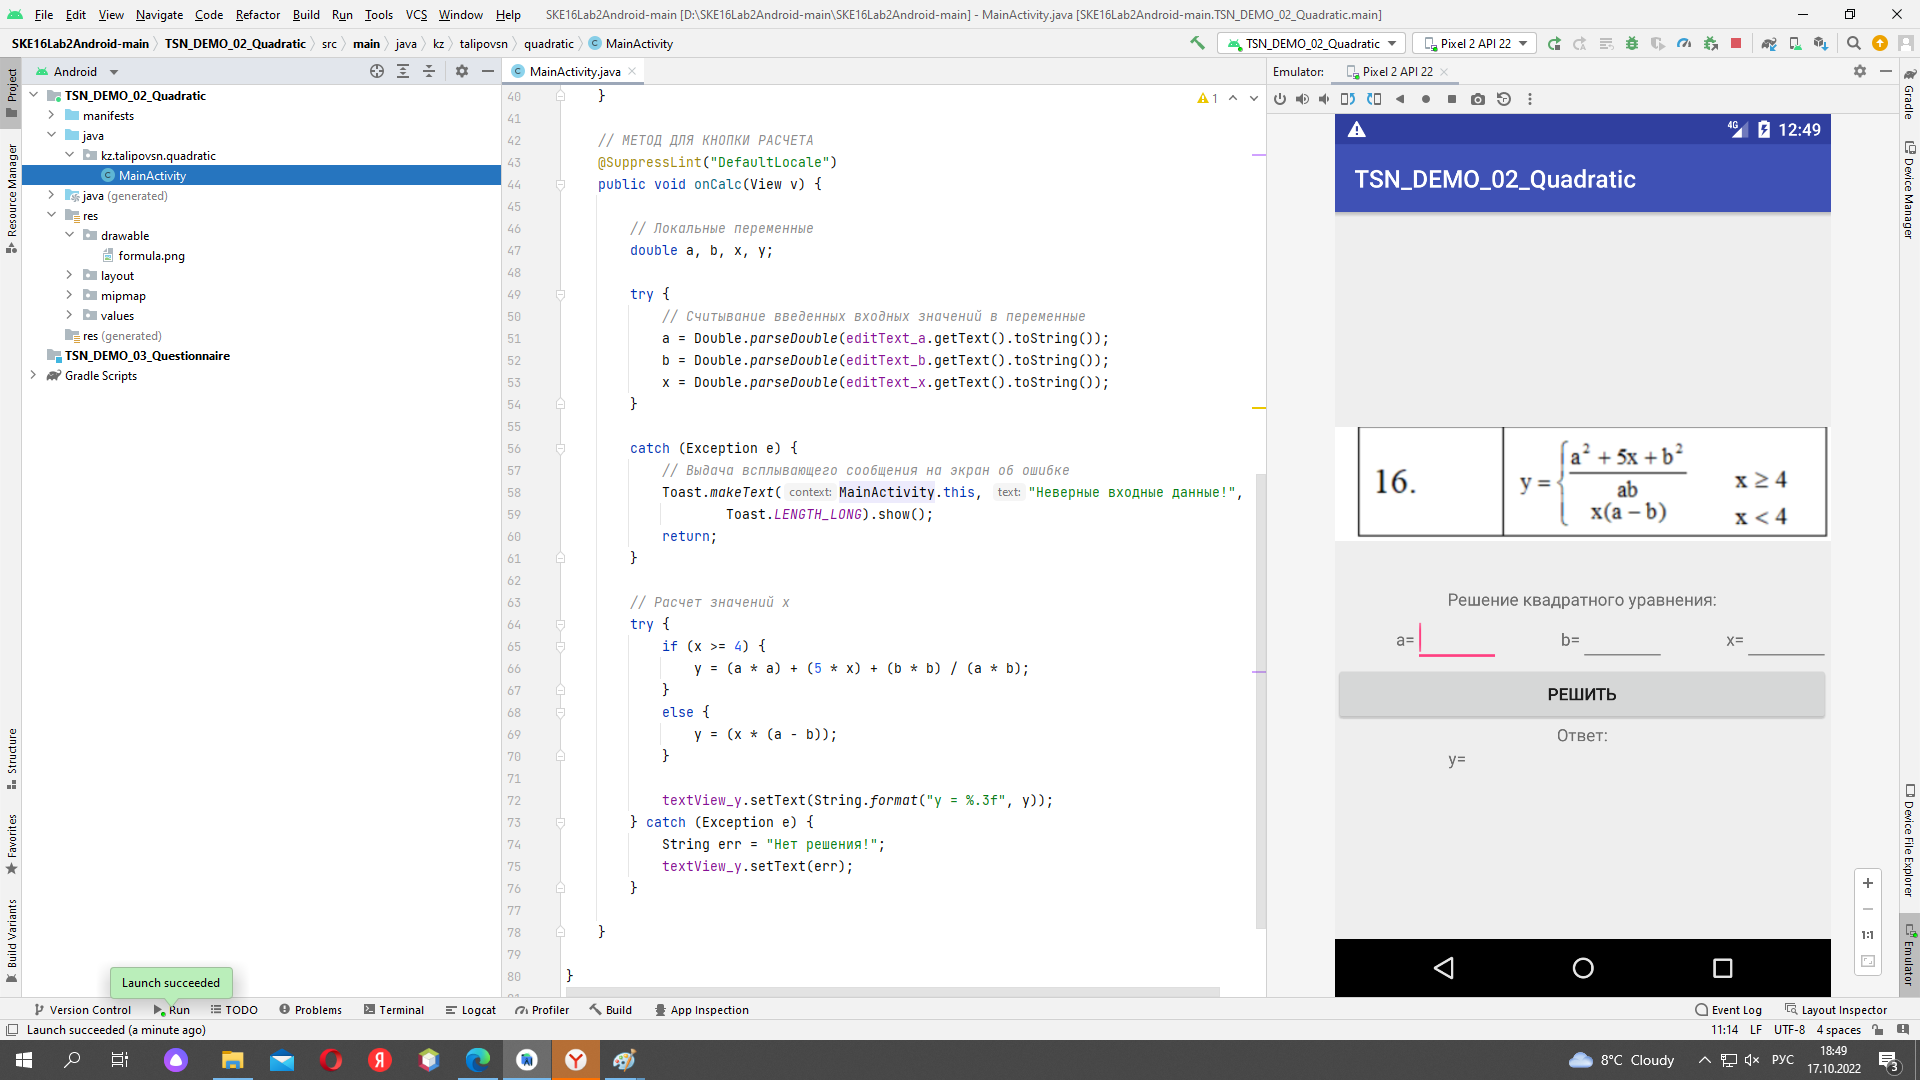 File Edit View Navigate Code Refactor Build Run Tools VCS Window Help SKE16Lab2Android-main [D:\SKE16Lab2Android-main\SKE16Lab2Android-main] - MainActivity.java [SKE16Lab2Android-main.TSN_DEMO_02_Quadratic.main]
SKE16Lab2Android-main TSN_DEMO_02_Quadratic src main java kz talipovsn quadratic MainActivity TSN_DEMO_02_Quadratic Pixel 2 API 22
Project
Resource Manager
Structure
Favorites
Build Variants
Android
TSN_DEMO_02_Quadratic
manifests
java
kz.talipovsn.quadratic
MainActivity
java (generated)
res
drawable
formula.png
layout
mipmap
values
res (generated)
TSN_DEMO_03_Questionnaire
Gradle Scripts
MainActivity.java
1
40 }
41
42 // МЕТОД ДЛЯ КНОПКИ РАСЧЕТА
43 @SuppressLint("DefaultLocale")
44 public void onCalc(View v) {
45
46 // Локальные переменные
47 double a, b, x, y;
48
49 try {
50 // Считывание введенных входных значений в переменные
51 a = Double.parseDouble(editText_a.getText().toString());
52 b = Double.parseDouble(editText_b.getText().toString());
53 x = Double.parseDouble(editText_x.getText().toString());
54 }
55
56 catch (Exception e) {
57 // Выдача всплывающего сообщения на экран об ошибке
58 Toast.makeText( context: MainActivity.this, text: "Неверные входные данные!",
59 Toast.LENGTH_LONG).show();
60 return;
61 }
62
63 // Расчет значений x
64 try {
65 if (x >= 4) {
66 y = (a * a) + (5 * x) + (b * b) / (a * b);
67 }
68 else {
69 y = (x * (a - b));
70 }
71
72 textView_y.setText(String.format("y = %.3f", y));
73 } catch (Exception e) {
74 String err = "Нет решения!";
75 textView_y.setText(err);
76 }
77
78 }
79
80 }
Emulator: Pixel 2 API 22
4G 12:49
TSN_DEMO_02_Quadratic
16. y = { a² + 5x + b² / ab x ≥ 4
x(a – b) x < 4
Решение квадратного уравнения:
a= b= x=
РЕШИТЬ
Ответ:
y=
1:1
Gradle
Device Manager
Device File Explorer
Emulator
Launch succeeded
Version Control Run TODO Problems Terminal Logcat Profiler Build App Inspection Event Log Layout Inspector
Launch succeeded (a minute ago) 11:14 LF UTF-8 4 spaces
8°C Cloudy РУС 18:49
17.10.2022
3